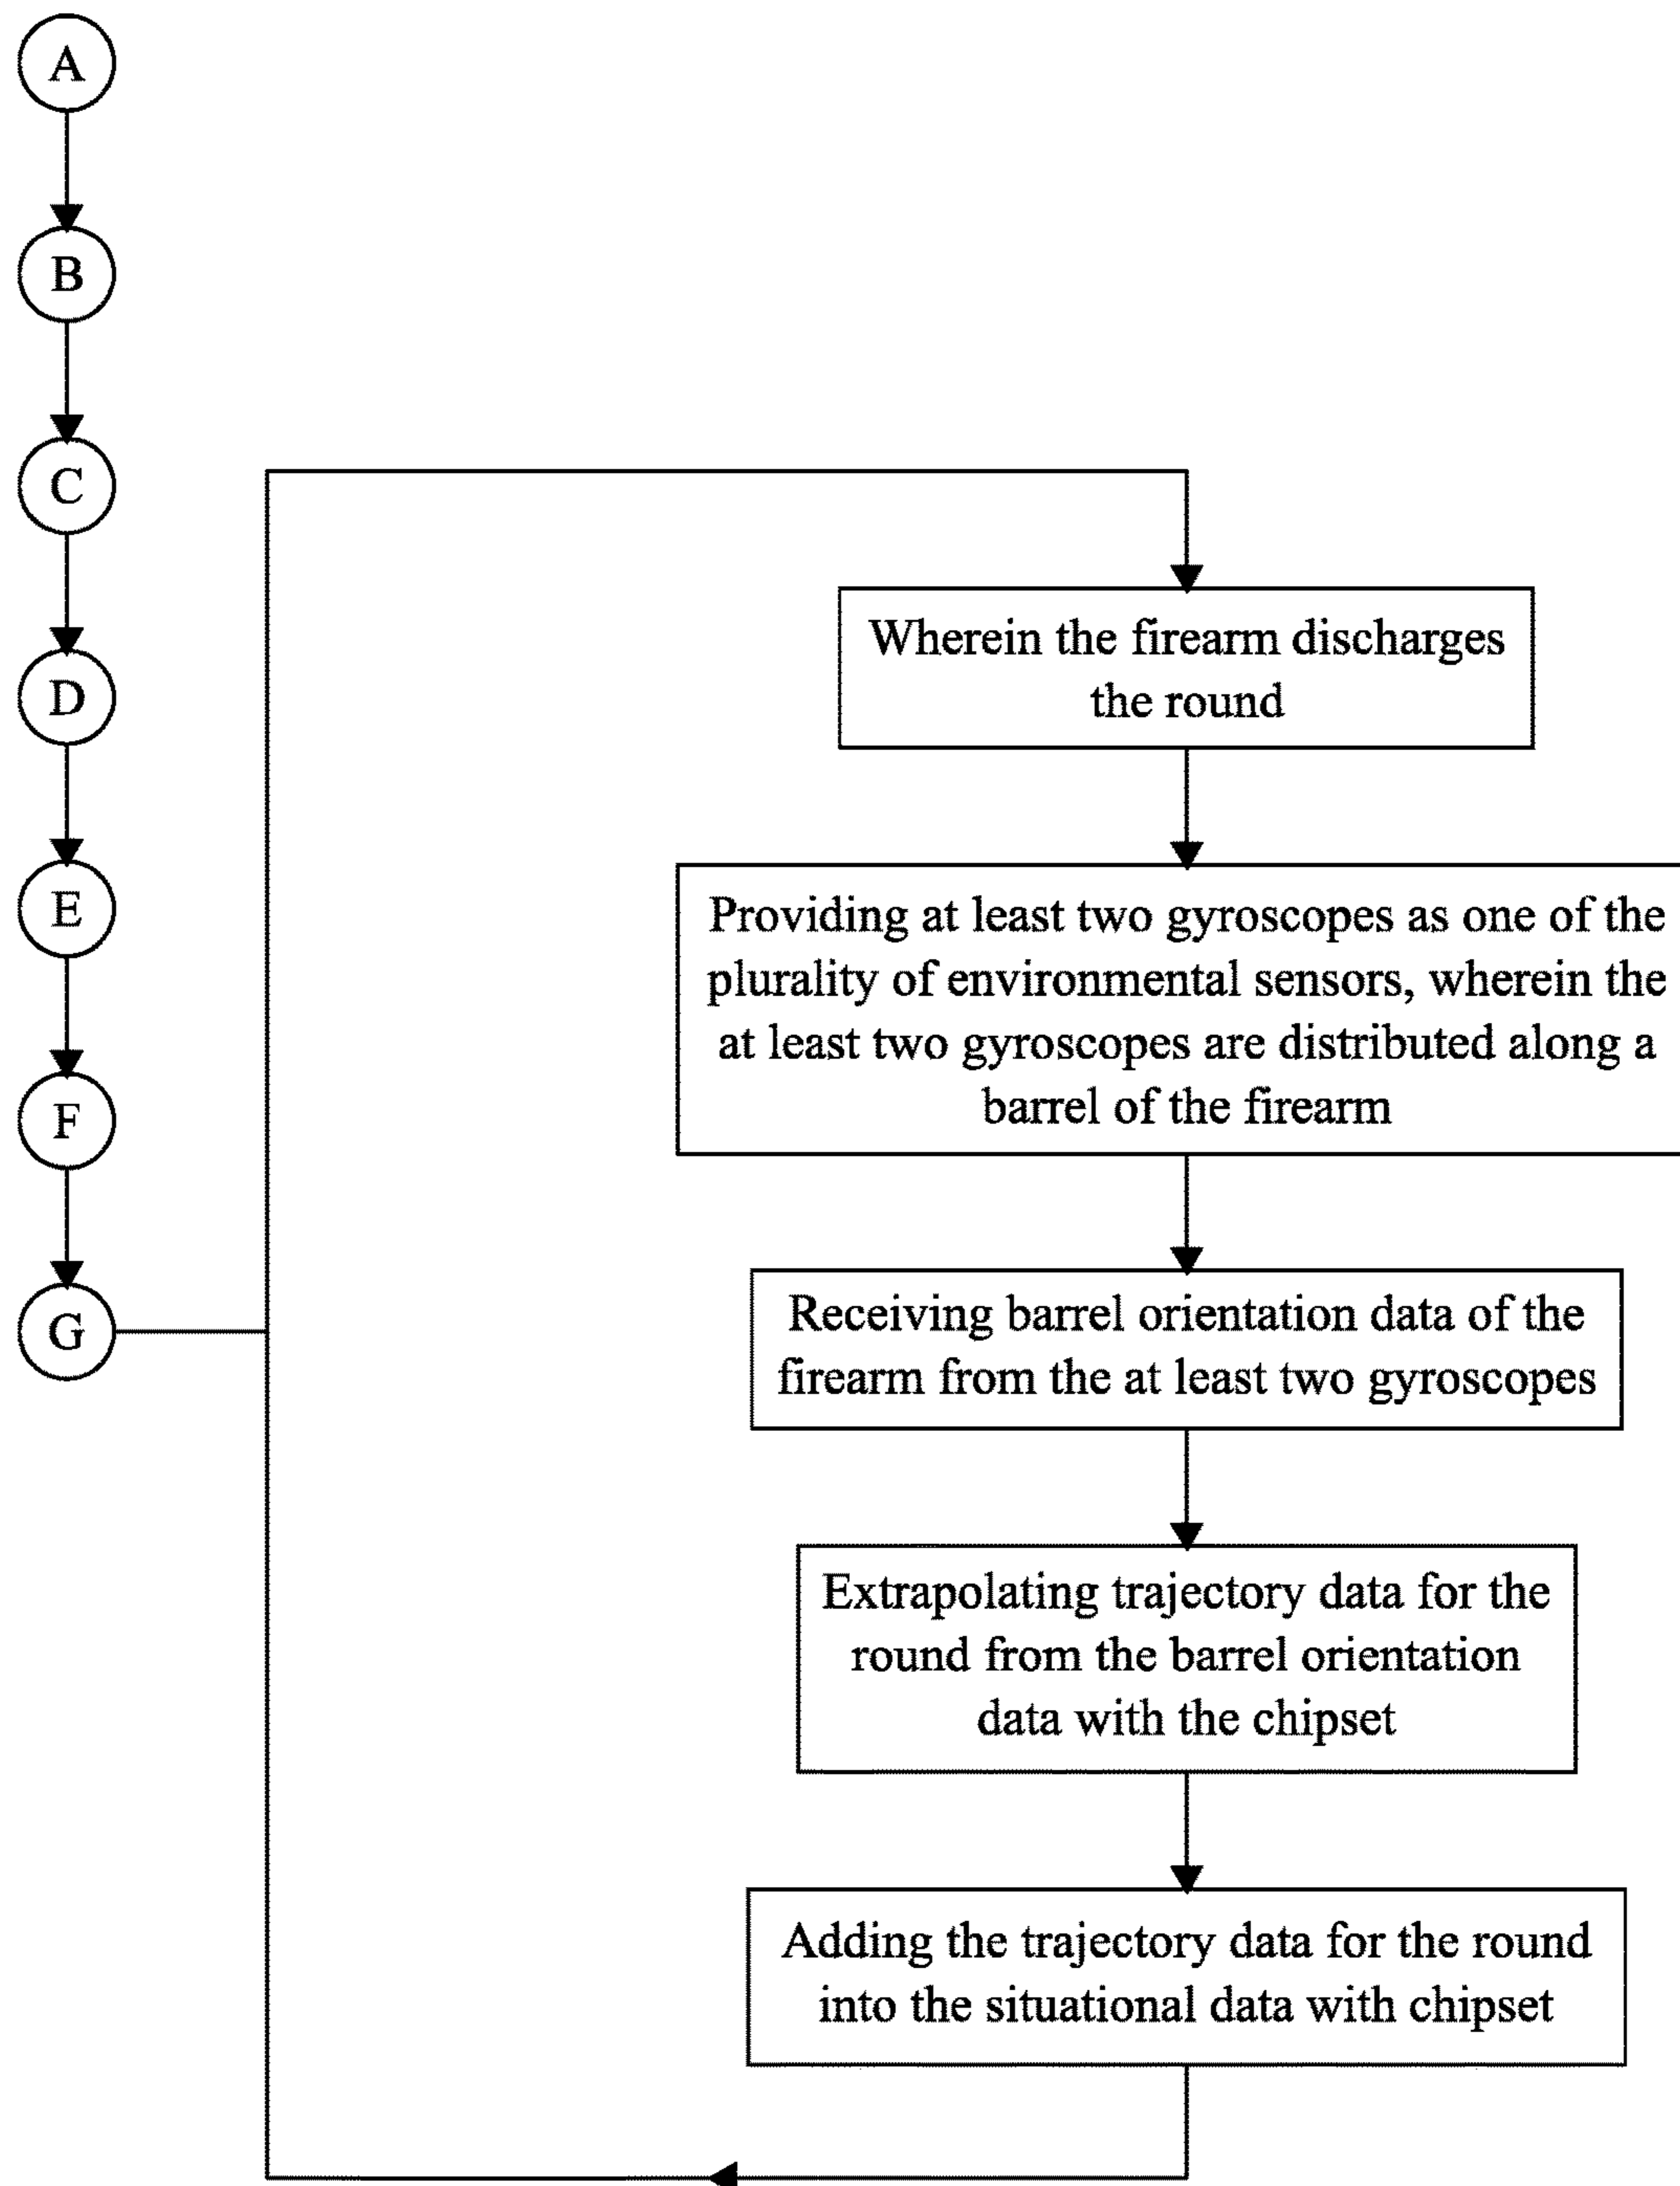 A
B
C
D
E
F
G
Wherein the firearm discharges
the round
Providing at least two gyroscopes as one of the
plurality of environmental sensors, wherein the
at least two gyroscopes are distributed along a
barrel of the firearm
Receiving barrel orientation data of the
firearm from the at least two gyroscopes
Extrapolating trajectory data for the
round from the barrel orientation
data with the chipset
Adding the trajectory data for the round
into the situational data with chipset